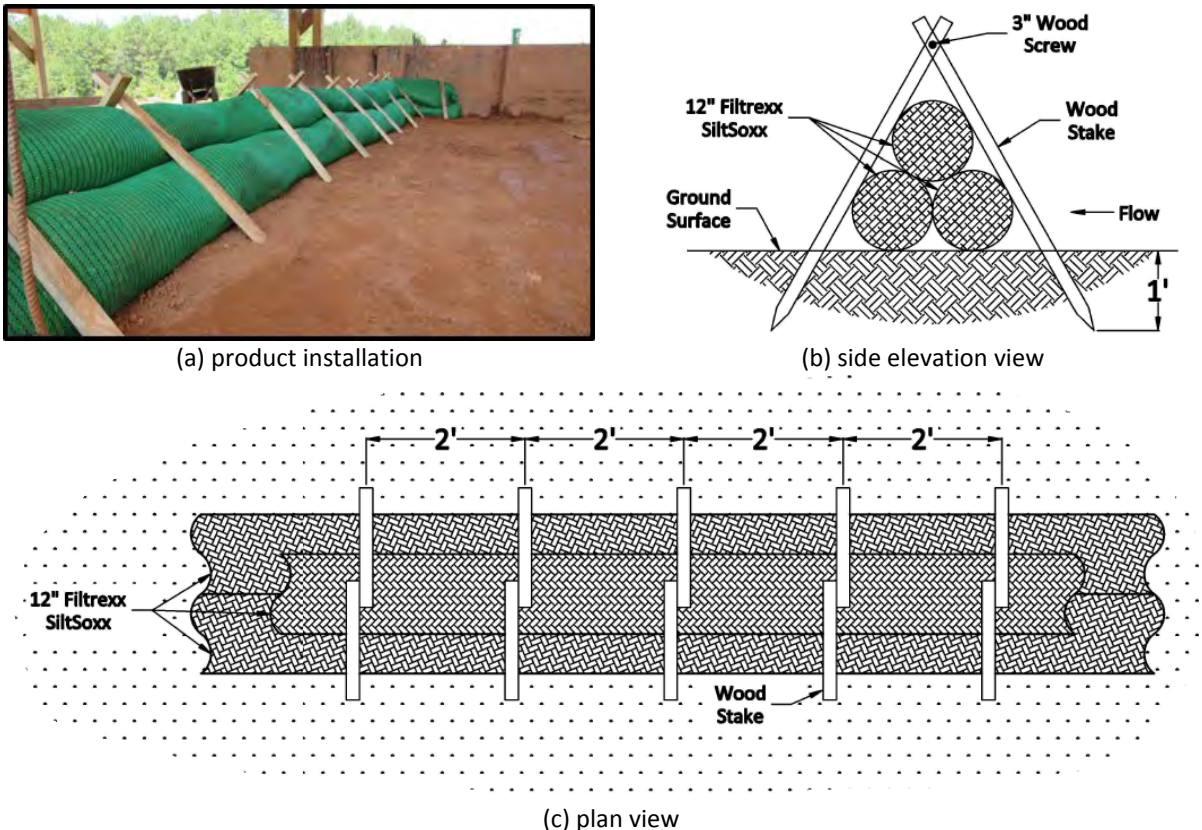 3" Wood
Screw
12" Filtrexx
SiltSoxx
Wood
Stake
Ground
Surface
Flow
1'
(a) product installation
(b) side elevation view
2'
2'
2'
2'
12" Filtrexx
SiltSoxx
Wood
Stake
(c) plan view